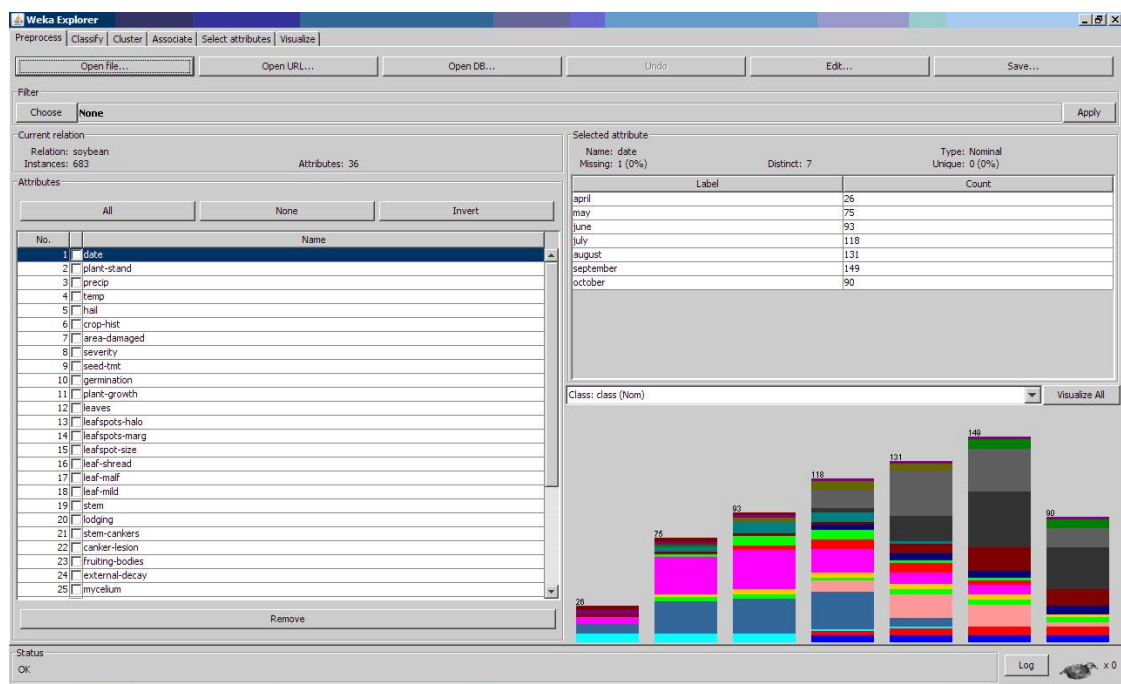 Weka Explorer
Preprocess Classify Cluster Associate Select attributes Visualize
Open file... Open URL... Open DB... Undo Edit... Save...
Filter
Choose None Apply
Current relation
Relation: soybean
Instances: 683 Attributes: 36
Attributes
All None Invert
No. Name
1 date
2 plant-stand
3 precip
4 temp
5 hail
6 crop-hist
7 area-damaged
8 severity
9 seed-tmt
10 germination
11 plant-growth
12 leaves
13 leafspots-halo
14 leafspots-marg
15 leafspot-size
16 leaf-shread
17 leaf-malf
18 leaf-mild
19 stem
20 lodging
21 stem-cankers
22 canker-lesion
23 fruiting-bodies
24 external-decay
25 mycelium
Remove
Selected attribute
Name: date Type: Nominal
Missing: 1 (0%) Distinct: 7 Unique: 0 (0%)
Label Count
april 26
may 75
june 93
july 118
august 131
september 149
october 90
Class: class (Nom) Visualize All
26 75 93 118 131 149 90
Status
OK Log x 0